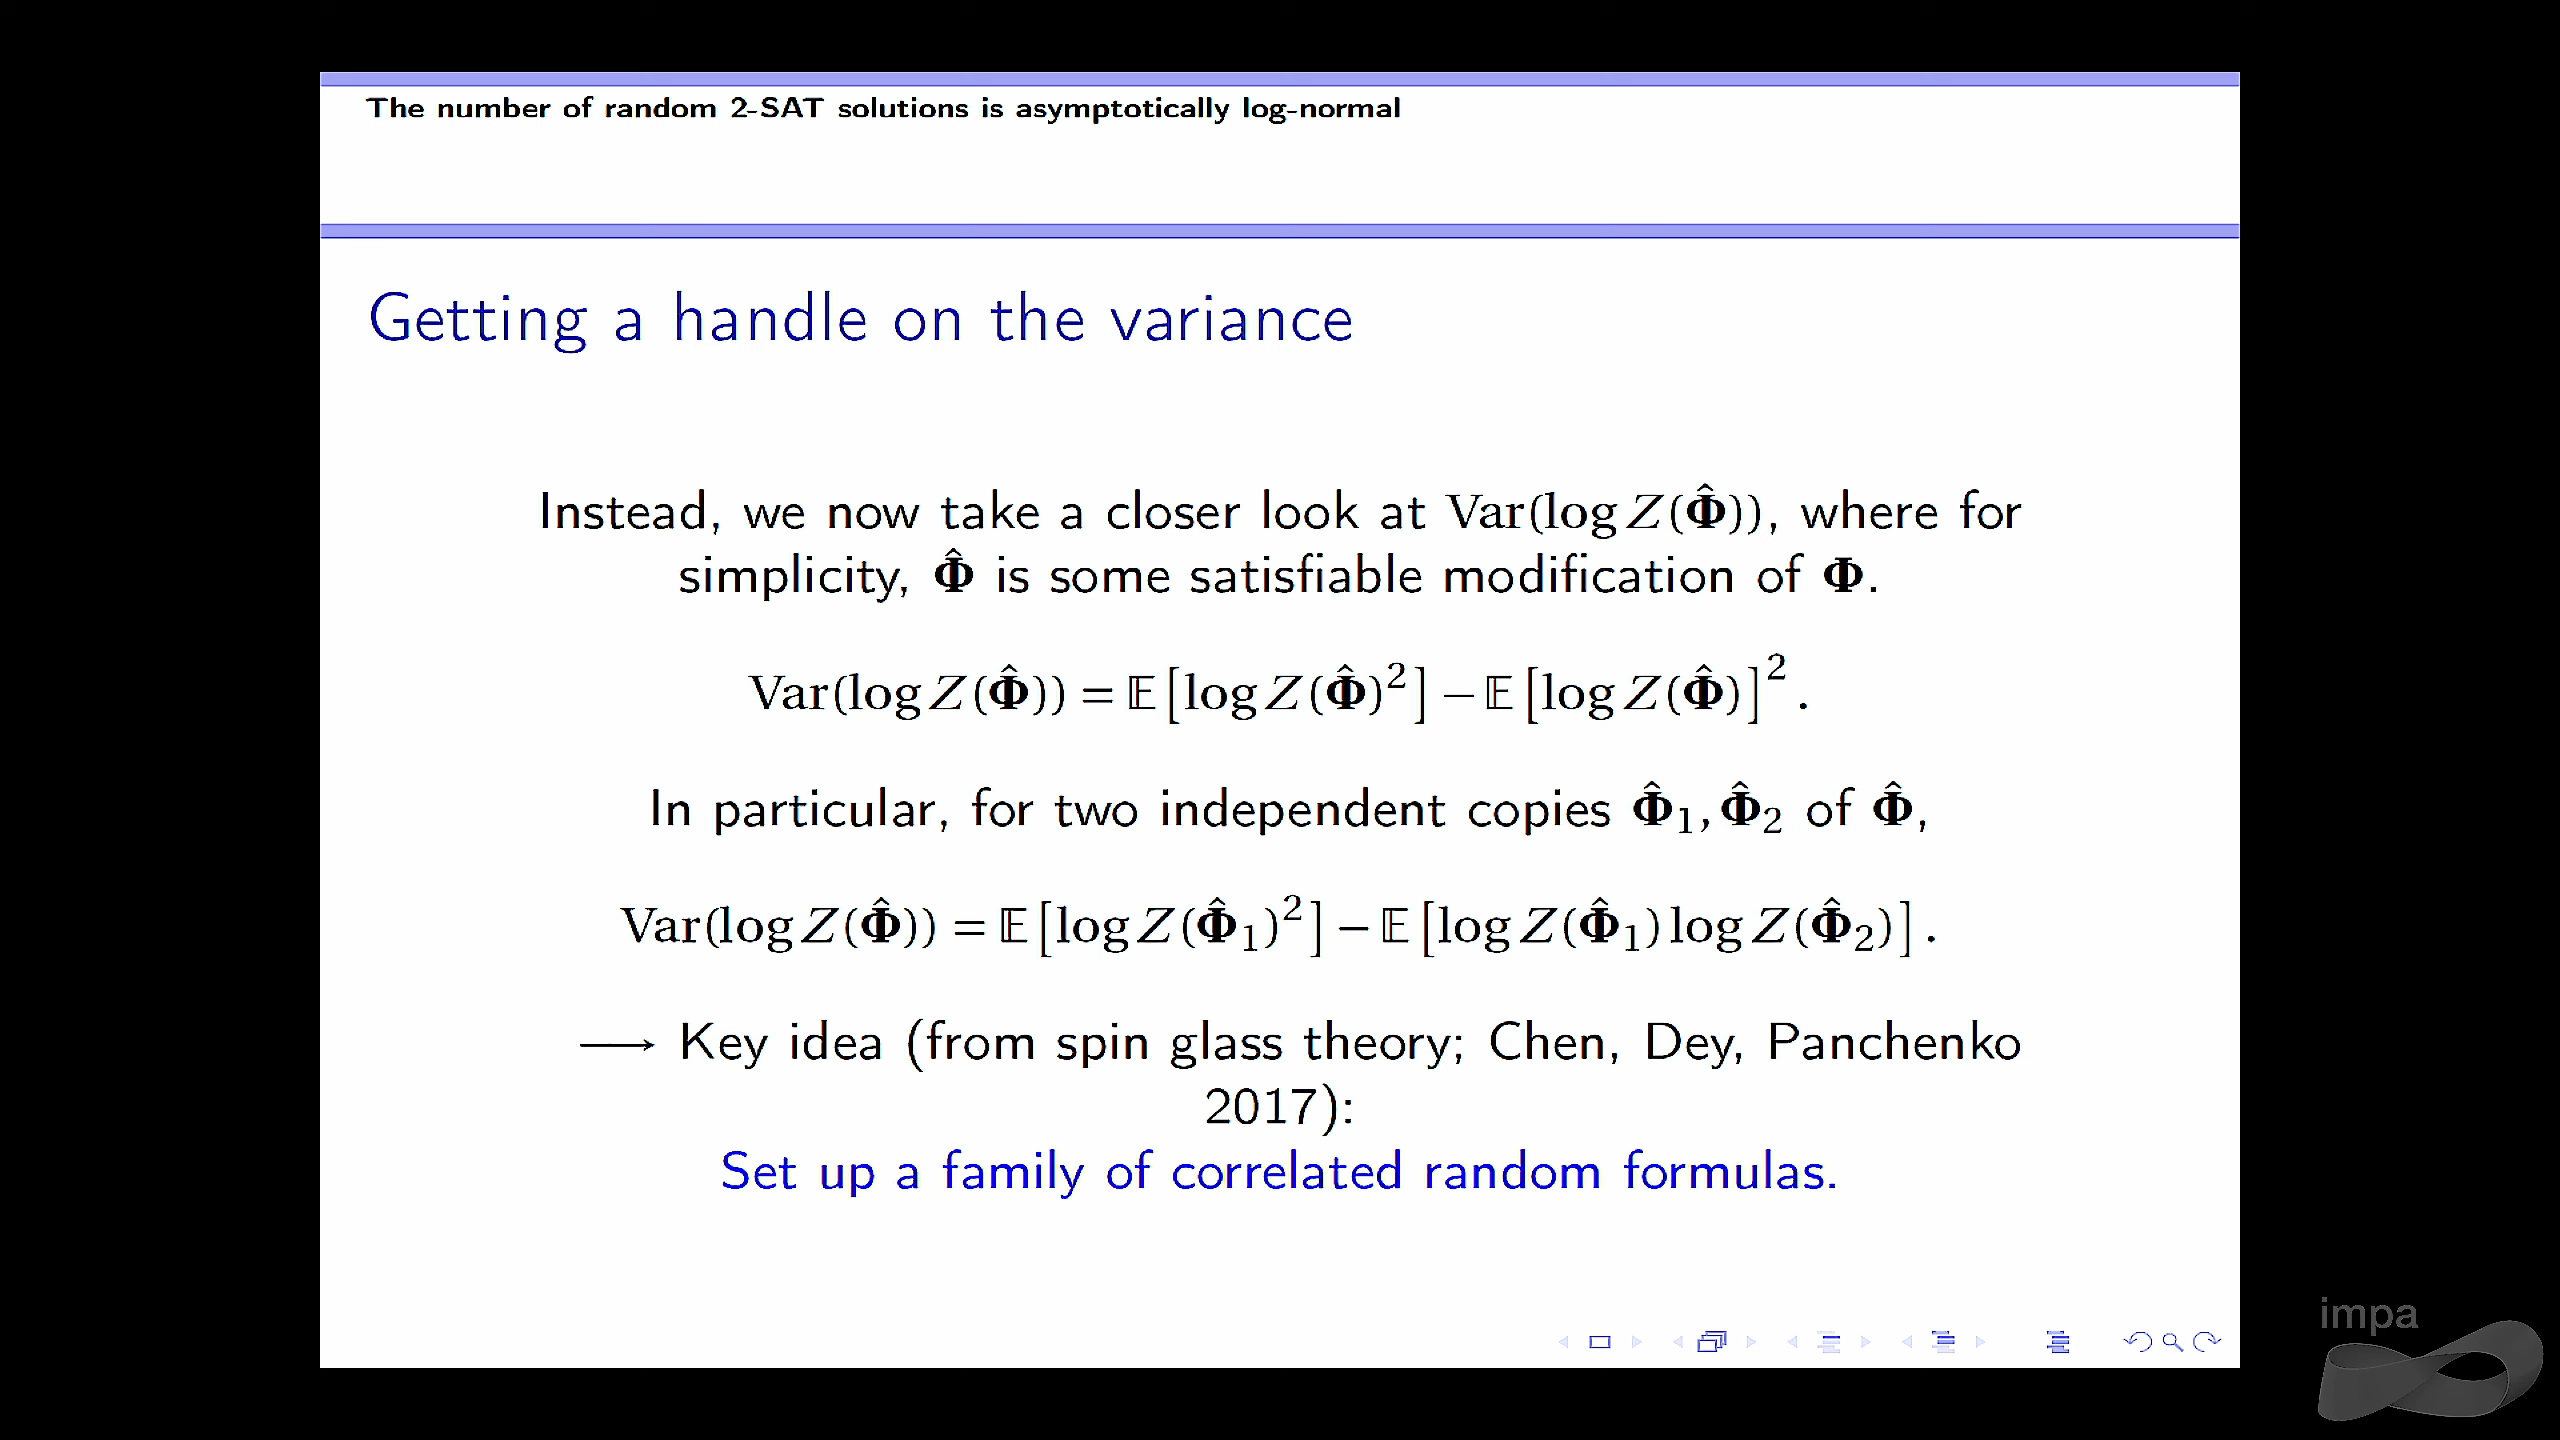 The number of random 2-SAT solutions is asymptotically log-normal
Getting a handle on the variance
Instead, we now take a closer look at Var(log Z(Φ̂)), where for
simplicity, Φ̂ is some satisfiable modification of Φ.
Var(log Z(Φ̂)) = 𝔼[log Z(Φ̂)²] − 𝔼[log Z(Φ̂)]².
In particular, for two independent copies Φ̂₁, Φ̂₂ of Φ̂,
Var(log Z(Φ̂)) = 𝔼[log Z(Φ̂₁)²] − 𝔼[log Z(Φ̂₁) log Z(Φ̂₂)].
⟶ Key idea (from spin glass theory; Chen, Dey, Panchenko
2017):
Set up a family of correlated random formulas.
impa